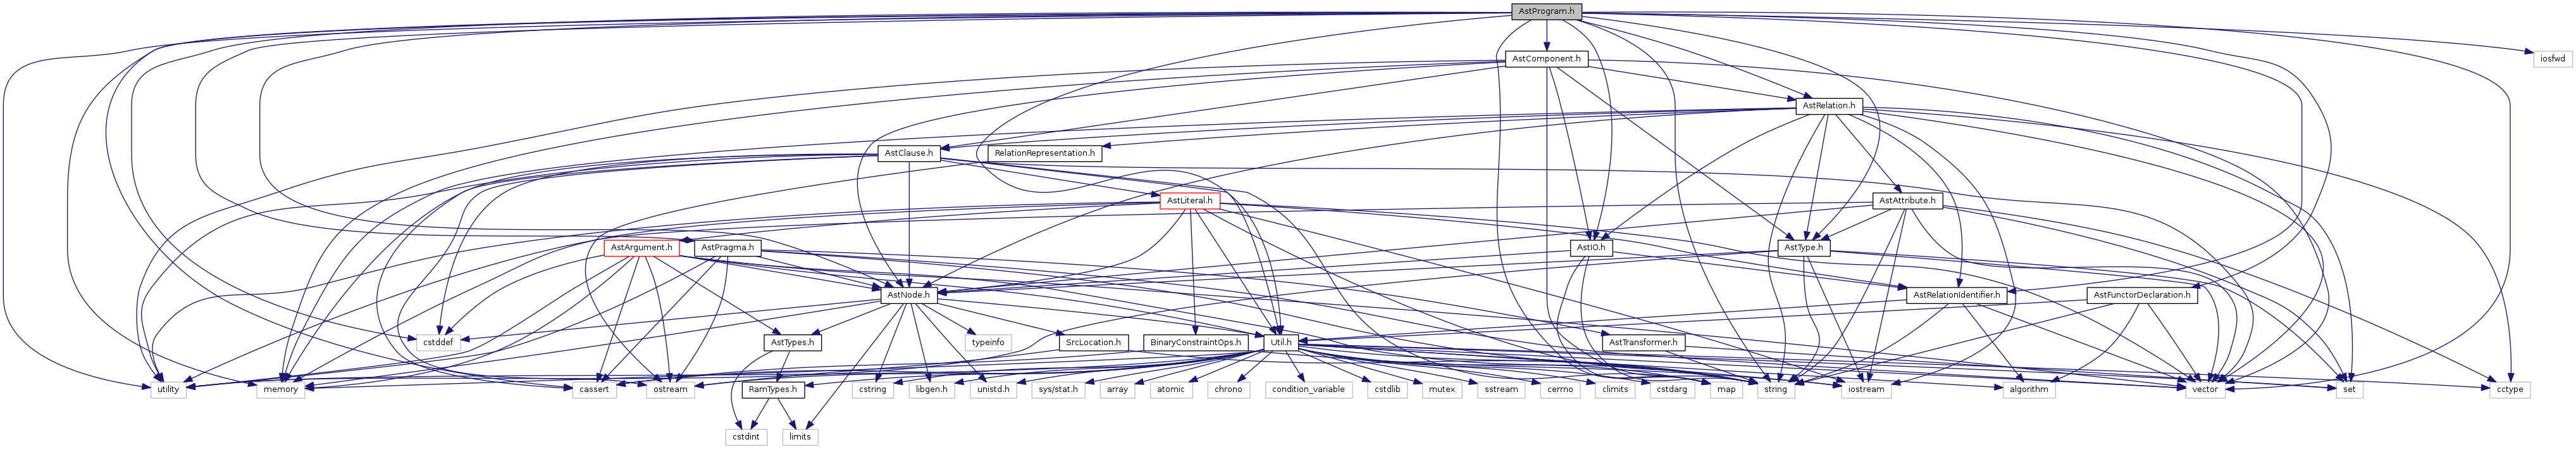 AstProgram.h
iosfwd
AstComponent.h
AstRelation.h
AstClause.h
RelationRepresentation.h
AstLiteral.h
AstAttribute.h
AstArgument.h
AstPragma.h
AstIO.h
AstType.h
AstNode.h
AstRelationIdentifier.h
AstFunctorDeclaration.h
cstddef
AstTypes.h
typeinfo
SrcLocation.h
BinaryConstraintOps.h
Util.h
AstTransformer.h
utility
memory
cassert
ostream
RamTypes.h
cstring
libgen.h
unistd.h
sys/stat.h
array
atomic
chrono
condition_variable
cstdlib
mutex
sstream
cerrno
climits
cstdarg
map
string
iostream
algorithm
vector
set
cctype
cstdint
limits